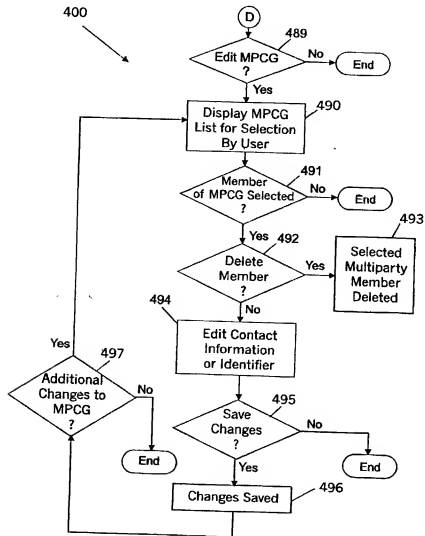 400
D
489
Edit MPCG
?
No
End
Yes
490
Display MPCG
List for Selection
By User
491
Member
of MPCG Selected
?
No
End
Yes
492
493
Delete
Member
?
Yes
Selected
Multiparty
Member
Deleted
No
494
Edit Contact
Information
or Identifier
Yes
497
Additional
Changes to
MPCG
?
No
End
495
Save
Changes
?
No
End
Yes
Changes Saved
496